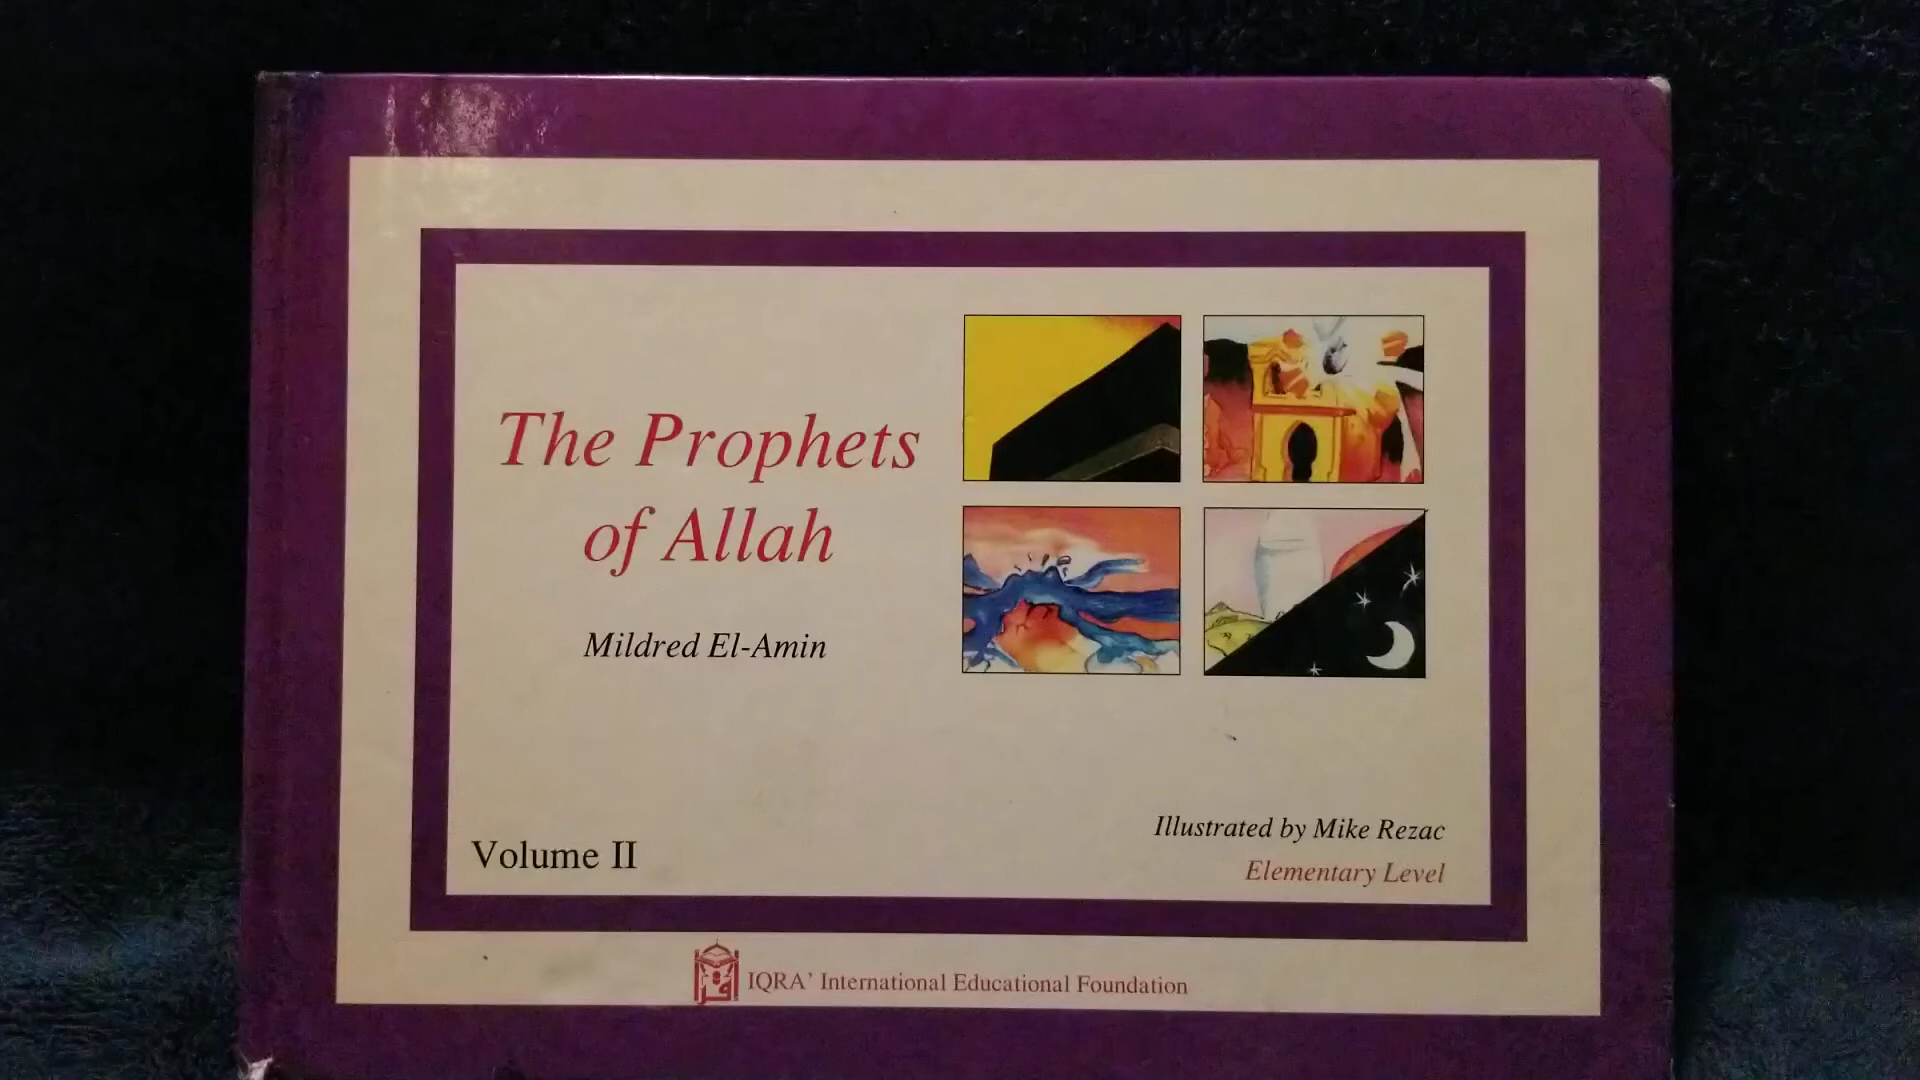 The Prophets
of Allah
Mildred El-Amin
Volume II
Illustrated by Mike Rezac
Elementary Level
IQRA' International Educational Foundation